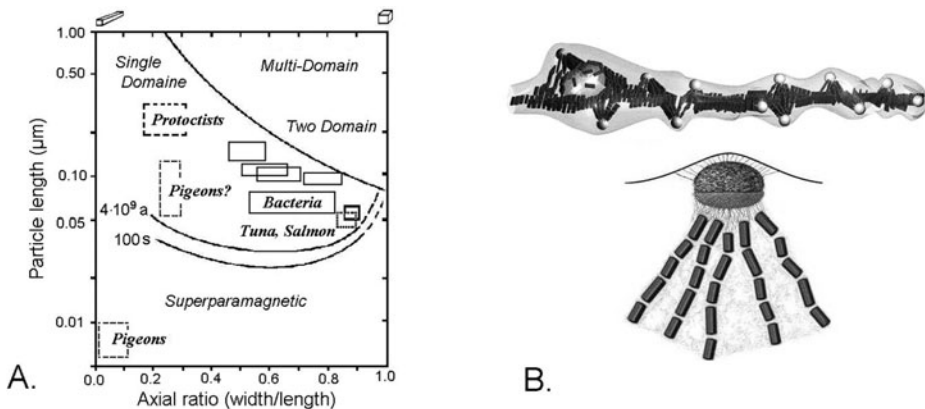 1.00
0.50
0.10
0.05
0.01
Particle length (μm)
Single
Domaine
Multi-Domain
Two Domain
Protoctists
Pigeons?
Bacteria
Tuna, Salmon
4·10⁹ a
100 s
Superparamagnetic
Pigeons
0.0 0.2 0.4 0.6 0.8 1.0
Axial ratio (width/length)
A.
B.